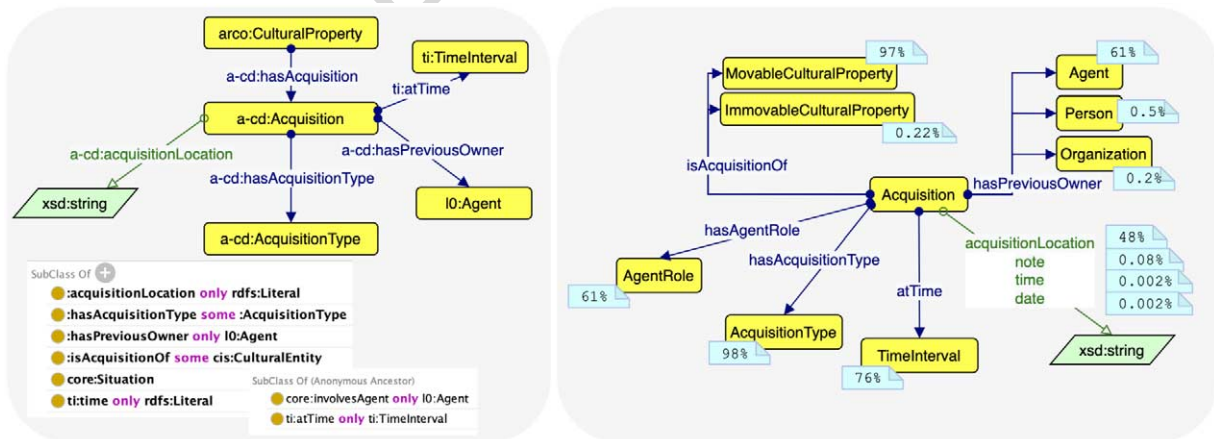 arco:CulturalProperty
ti:TimeInterval
a-cd:hasAcquisition
ti:atTime
a-cd:Acquisition
a-cd:acquisitionLocation
a-cd:hasPreviousOwner
a-cd:hasAcquisitionType
xsd:string
l0:Agent
a-cd:AcquisitionType
SubClass Of
:acquisitionLocation only rdfs:Literal
:hasAcquisitionType some :AcquisitionType
:hasPreviousOwner only l0:Agent
:isAcquisitionOf some cis:CulturalEntity
core:Situation
ti:time only rdfs:Literal
SubClass Of (Anonymous Ancestor)
core:involvesAgent only l0:Agent
ti:atTime only ti:TimeInterval
97%
MovableCulturalProperty
ImmovableCulturalProperty
0.22%
61%
Agent
Person
0.5%
Organization
0.2%
isAcquisitionOf
Acquisition
hasPreviousOwner
hasAgentRole
hasAcquisitionType
AgentRole
61%
atTime
acquisitionLocation
48%
note
0.08%
time
0.002%
date
0.002%
AcquisitionType
98%
TimeInterval
76%
xsd:string